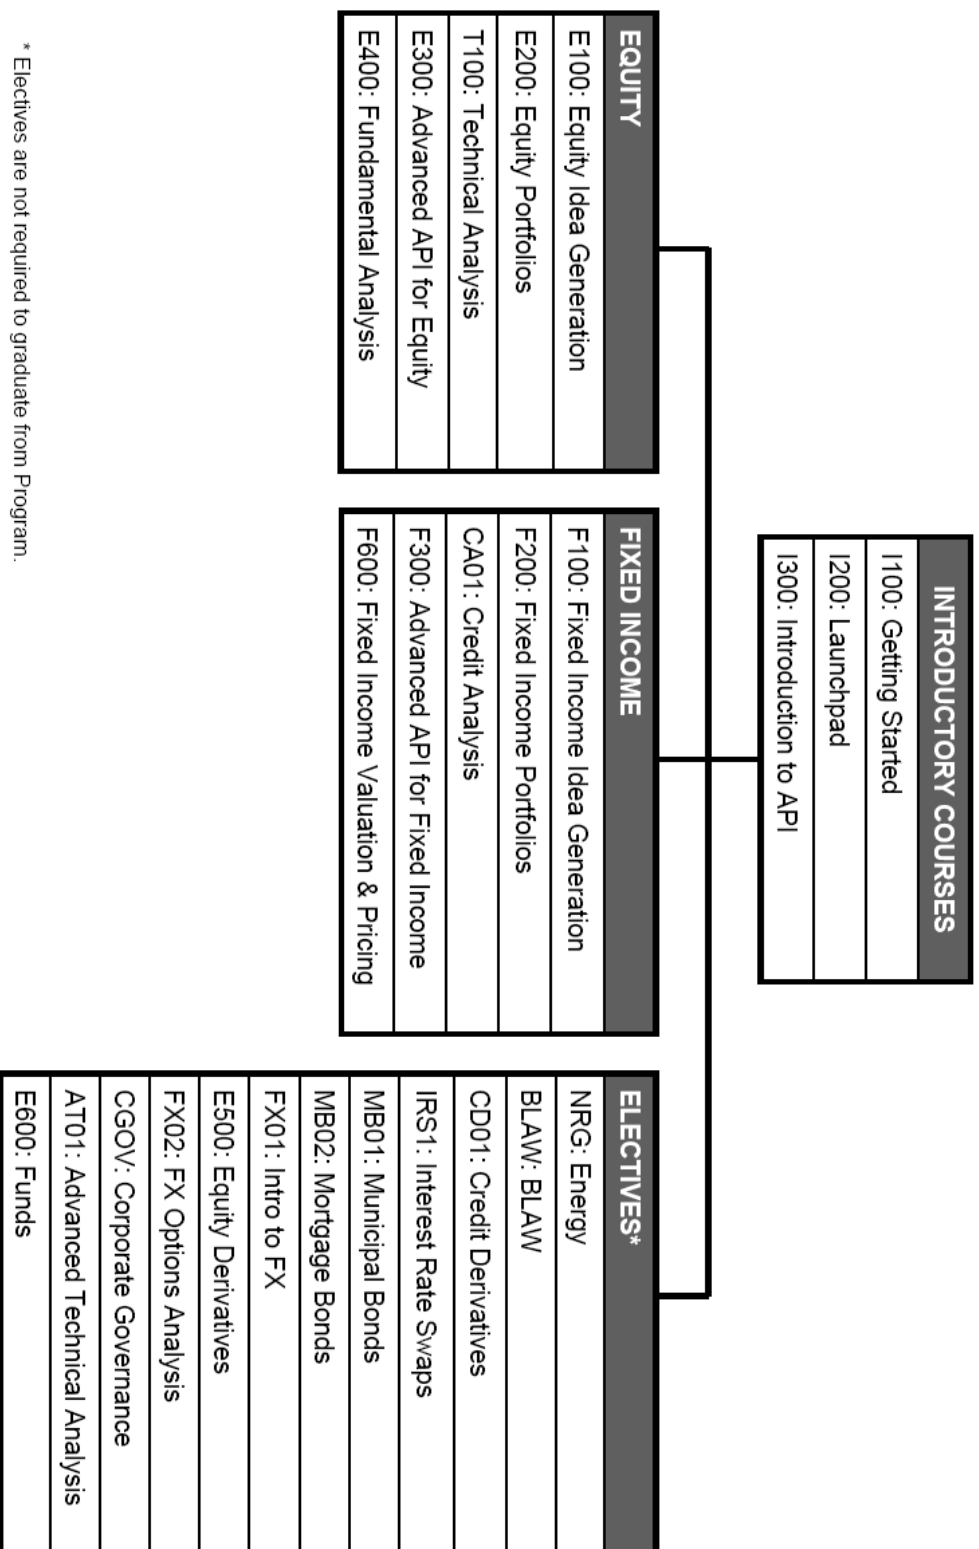 INTRODUCTORY COURSES
I100: Getting Started
I200: Launchpad
I300: Introduction to API
EQUITY
E100: Equity Idea Generation
E200: Equity Portfolios
T100: Technical Analysis
E300: Advanced API for Equity
E400: Fundamental Analysis
FIXED INCOME
F100: Fixed Income Idea Generation
F200: Fixed Income Portfolios
CA01: Credit Analysis
F300: Advanced API for Fixed Income
F600: Fixed Income Valuation & Pricing
ELECTIVES*
NRG: Energy
BLAW: BLAW
CD01: Credit Derivatives
IRS1: Interest Rate Swaps
MB01: Municipal Bonds
MB02: Mortgage Bonds
FX01: Intro to FX
E500: Equity Derivatives
FX02: FX Options Analysis
CGOV: Corporate Governance
AT01: Advanced Technical Analysis
E600: Funds
* Electives are not required to graduate from Program.